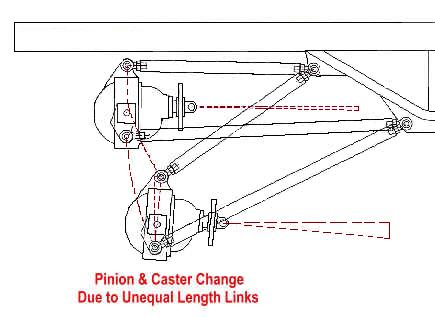 Pinion & Caster Change
Due to Unequal Length Links